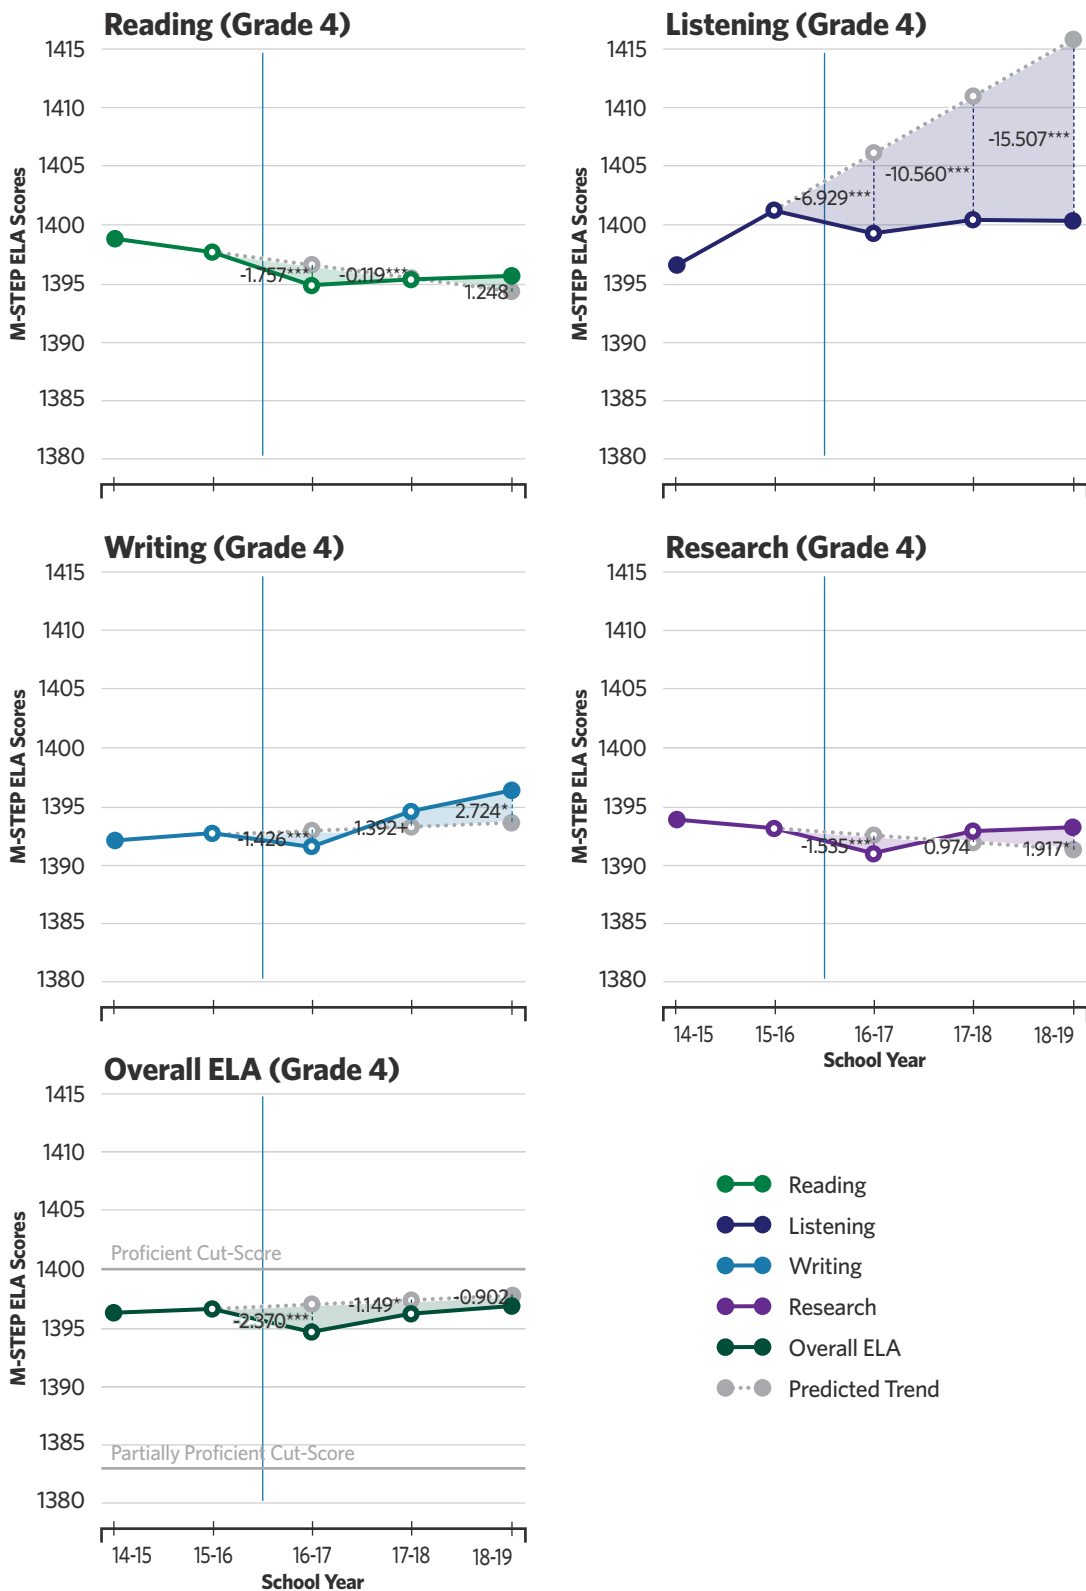 Reading (Grade 4)
1415
1410
1405
1400
1395
1390
1385
1380
M-STEP ELA Scores
-1.757***
-0.119***
1.248
Listening (Grade 4)
1415
1410
1405
1400
1395
1390
1385
1380
M-STEP ELA Scores
-6.929***
-10.560***
-15.507***
Writing (Grade 4)
1415
1410
1405
1400
1395
1390
1385
1380
M-STEP ELA Scores
-1.426***
1.392+
2.724*
Research (Grade 4)
1415
1410
1405
1400
1395
1390
1385
1380
M-STEP ELA Scores
-1.535***
0.974
1.917*
14-15 15-16 16-17 17-18 18-19
School Year
Overall ELA (Grade 4)
1415
1410
1405
1400
1395
1390
1385
1380
M-STEP ELA Scores
Proficient Cut-Score
-2.370***
-1.149*
-0.902
Partially Proficient Cut-Score
14-15 15-16 16-17 17-18 18-19
School Year
Reading
Listening
Writing
Research
Overall ELA
Predicted Trend